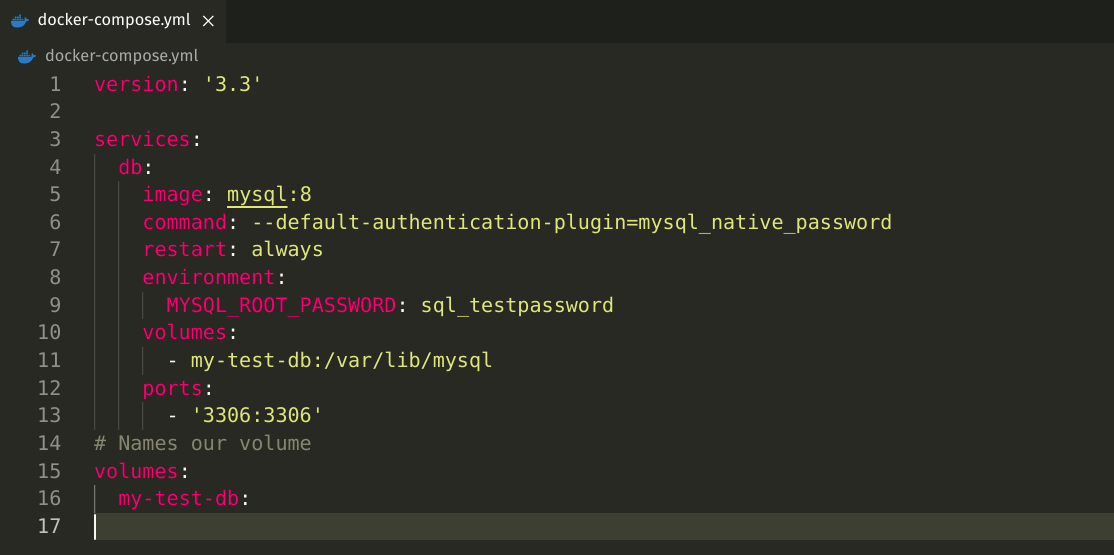 docker-compose.yml ×
docker-compose.yml
1 version: '3.3'
2
3 services:
4   db:
5     image: mysql:8
6     command: --default-authentication-plugin=mysql_native_password
7     restart: always
8     environment:
9       MYSQL_ROOT_PASSWORD: sql_testpassword
10     volumes:
11       - my-test-db:/var/lib/mysql
12     ports:
13       - '3306:3306'
14 # Names our volume
15 volumes:
16   my-test-db:
17